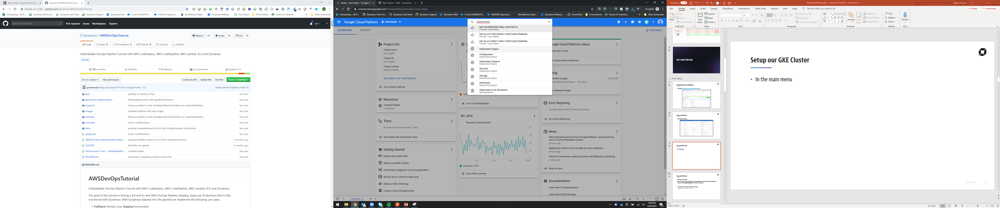 Slack | team-support-train | Dyna
Dynatrace/AWSDevOpsTutorial
GitHub, Inc. [US] | github.com/Dynatrace/AWSDevOpsTutorial
Onboarding - All D...
Dynatrace Demo En...
Dynatrace Lab Notes
Dynatrace Support
Dynatrace Wiki
Current NORAM Pi...
NORAM Opportuni...
My Watched Open...
Dynatrace Release...
ServiceNow
Environments
Sectors & Industrie...
Other bookmarks
Search or jump to...
Pull requests Issues Marketplace Explore
Dynatrace / AWSDevOpsTutorial
Watch 24
Unstar 65
Fork 59
Code
Issues 5
Pull requests 1
Projects 0
Security
Insights
Unbreakable DevOps Pipeline Tutorial with AWS CodeDeploy, AWS CodePipeline, AWS Lambda, EC2 and Dynatrace
tutorial
110 commits
1 branch
0 releases
2 contributors
Apache-2.0
Branch: master
New pull request
Create new file
Upload files
Find File
Clone or download
grabnerandi Merge pull request #15 from wmsegar/master
Latest commit 631b5e4 on Apr 10
app updates to startup script last year
appbuilds_readytodeploy fixing deployments with updated lambdas last year
copytos3 fixing a problem in the handleproblemnotification as ImpactedEntities... last year
images updated readme with new image last year
lambdas fixing a problem in the handleproblemnotification as ImpactedEntities... last year
monspec minor modifications last year
tests pushing remediationaction link with dt deployment information last year
.gitignore minor modifications last year
AWSDevOpsTutorialCloudFormatio... Updated Nodejs runtime to 8.10 for Lambda Functions 5 months ago
LICENSE Add files via upload 5 months ago
Performance Clinic - UnbreakablePi... updated slides last year
README.md clarification regarding ansible license file last year
README.md
AWSDevOpsTutorial
Unbreakable DevOps Pipeline Tutorial with AWS CodeDeploy, AWS CodePipeline, AWS Lambda, EC2 and Dynatrace.
The goal of this tutorial is having a full end-to-end AWS DevOps Pipeline (Staging, Approval, Production) that is fully
monitored with Dynatrace. With Dynatrace injected into the pipeline we implement the following use cases:
1. FullStack Monitor your Staging Environment
Home – wms-keptn – Google Cl
PaaS Tokens - ACM - Dynatrace
console.cloud.google.com/home/dashboard?project=wms-keptn
Incognito
Onboarding - All D...
Dynatrace Demo En...
Dynatrace Lab Notes
Dynatrace Support
Dynatrace Wiki
Current NORAM Pi...
NORAM Opportuni...
My Watched Open...
Dynatrace Release...
ServiceNow
Environments
Sectors & Industrie...
Other bookmarks
Google Cloud Platform
wms-keptn
kubernetes
DASHBOARD
ACTIVITY
CUSTOMIZE
k8s-24c668e069b1a5ba-node-http-hc
Firewall - wms-keptn
k8s-fw-ac77c0b18c83b11e9941e42010a8000e
Firewall - wms-keptn
k8s-fw-ac7a38011c83b11e9941e42010a8000e
Firewall - wms-keptn
Kubernetes Engine
Configuration
Kubernetes Engine
Kubernetes Clusters
Kubernetes Engine
Services
Kubernetes Engine
Storage
Kubernetes Engine
Workloads
Kubernetes Engine
Kubernetes Cost Attribution
ManagedKube
Project info
Project name
wms-keptn
Project ID
wms-keptn
Project number
963637366096
ADD PEOPLE TO THIS PROJECT
Go to project settings
Resources
Compute Engine
1 instance
Trace
No trace data from the past 7 days
Get started with Stackdriver Trace
Getting Started
Explore and enable APIs
Deploy a prebuilt solution
Add dynamic logging to a running application
Monitor errors with Error Reporting
Deploy a Hello World app
Create a Cloud Storage bucket
Go to Compute Engine
APIs
Requests (requests/sec)
0.7
0.6
0.5
0.4
0.3
4:15 4:30 4:45 5 PM
Requests: 0.350
Go to APIs overview
Google Cloud Platform status
services normal
to Cloud status dashboard
USD $0.00
the billing period Aug 1 – 26, 2019
detailed charges
Error Reporting
No application errors in the last 24 hours
Go to Error Reporting
News
Data engineering lessons from Google AdSense: using streaming
joins in a recommendation system
4 hours ago
Making the modern OS accessible for every enterprise
8 hours ago
Skip the maintenance, speed up queries with BigQuery's clustering
3 days ago
Read all news
Documentation
Learn about Compute Engine
Learn about Cloud Storage
cloudshell
5:00 PM
8/26/2019
AutoSave On
DynatraceJenkins.pptx - Saved to OneDrive - Dynatrace
Segar, Wayne
File Home Insert Draw Design Transitions Animations Slide Show Review View Help Tell me what you want to do
Share Comments
Paste
Cut
Copy
Format Painter
Clipboard
New
Slide
Layout
Reset
Section
Slides
Font
Text Direction
Align Text
Convert to SmartArt
Paragraph
Arrange
Quick
Styles
Shape Fill
Shape Outline
Shape Effects
Drawing
Find
Replace
Select
Editing
Dictate
Voice
6
Let's Start the fun
Initial Setup
7
8
Setup our GKE Cluster
9
Setup our GKE Cluster
10
Setup our GKE Cluster
Setup our GKE Cluster
• In the main menu
Confidential 9
Slide 9 of 28
Notes
119%